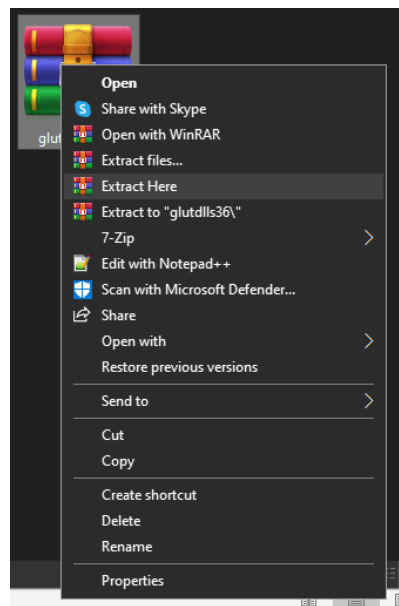 glut
Open
Share with Skype
Open with WinRAR
Extract files...
Extract Here
Extract to "glutdlls36\"
7-Zip
Edit with Notepad++
Scan with Microsoft Defender...
Share
Open with
Restore previous versions
Send to
Cut
Copy
Create shortcut
Delete
Rename
Properties